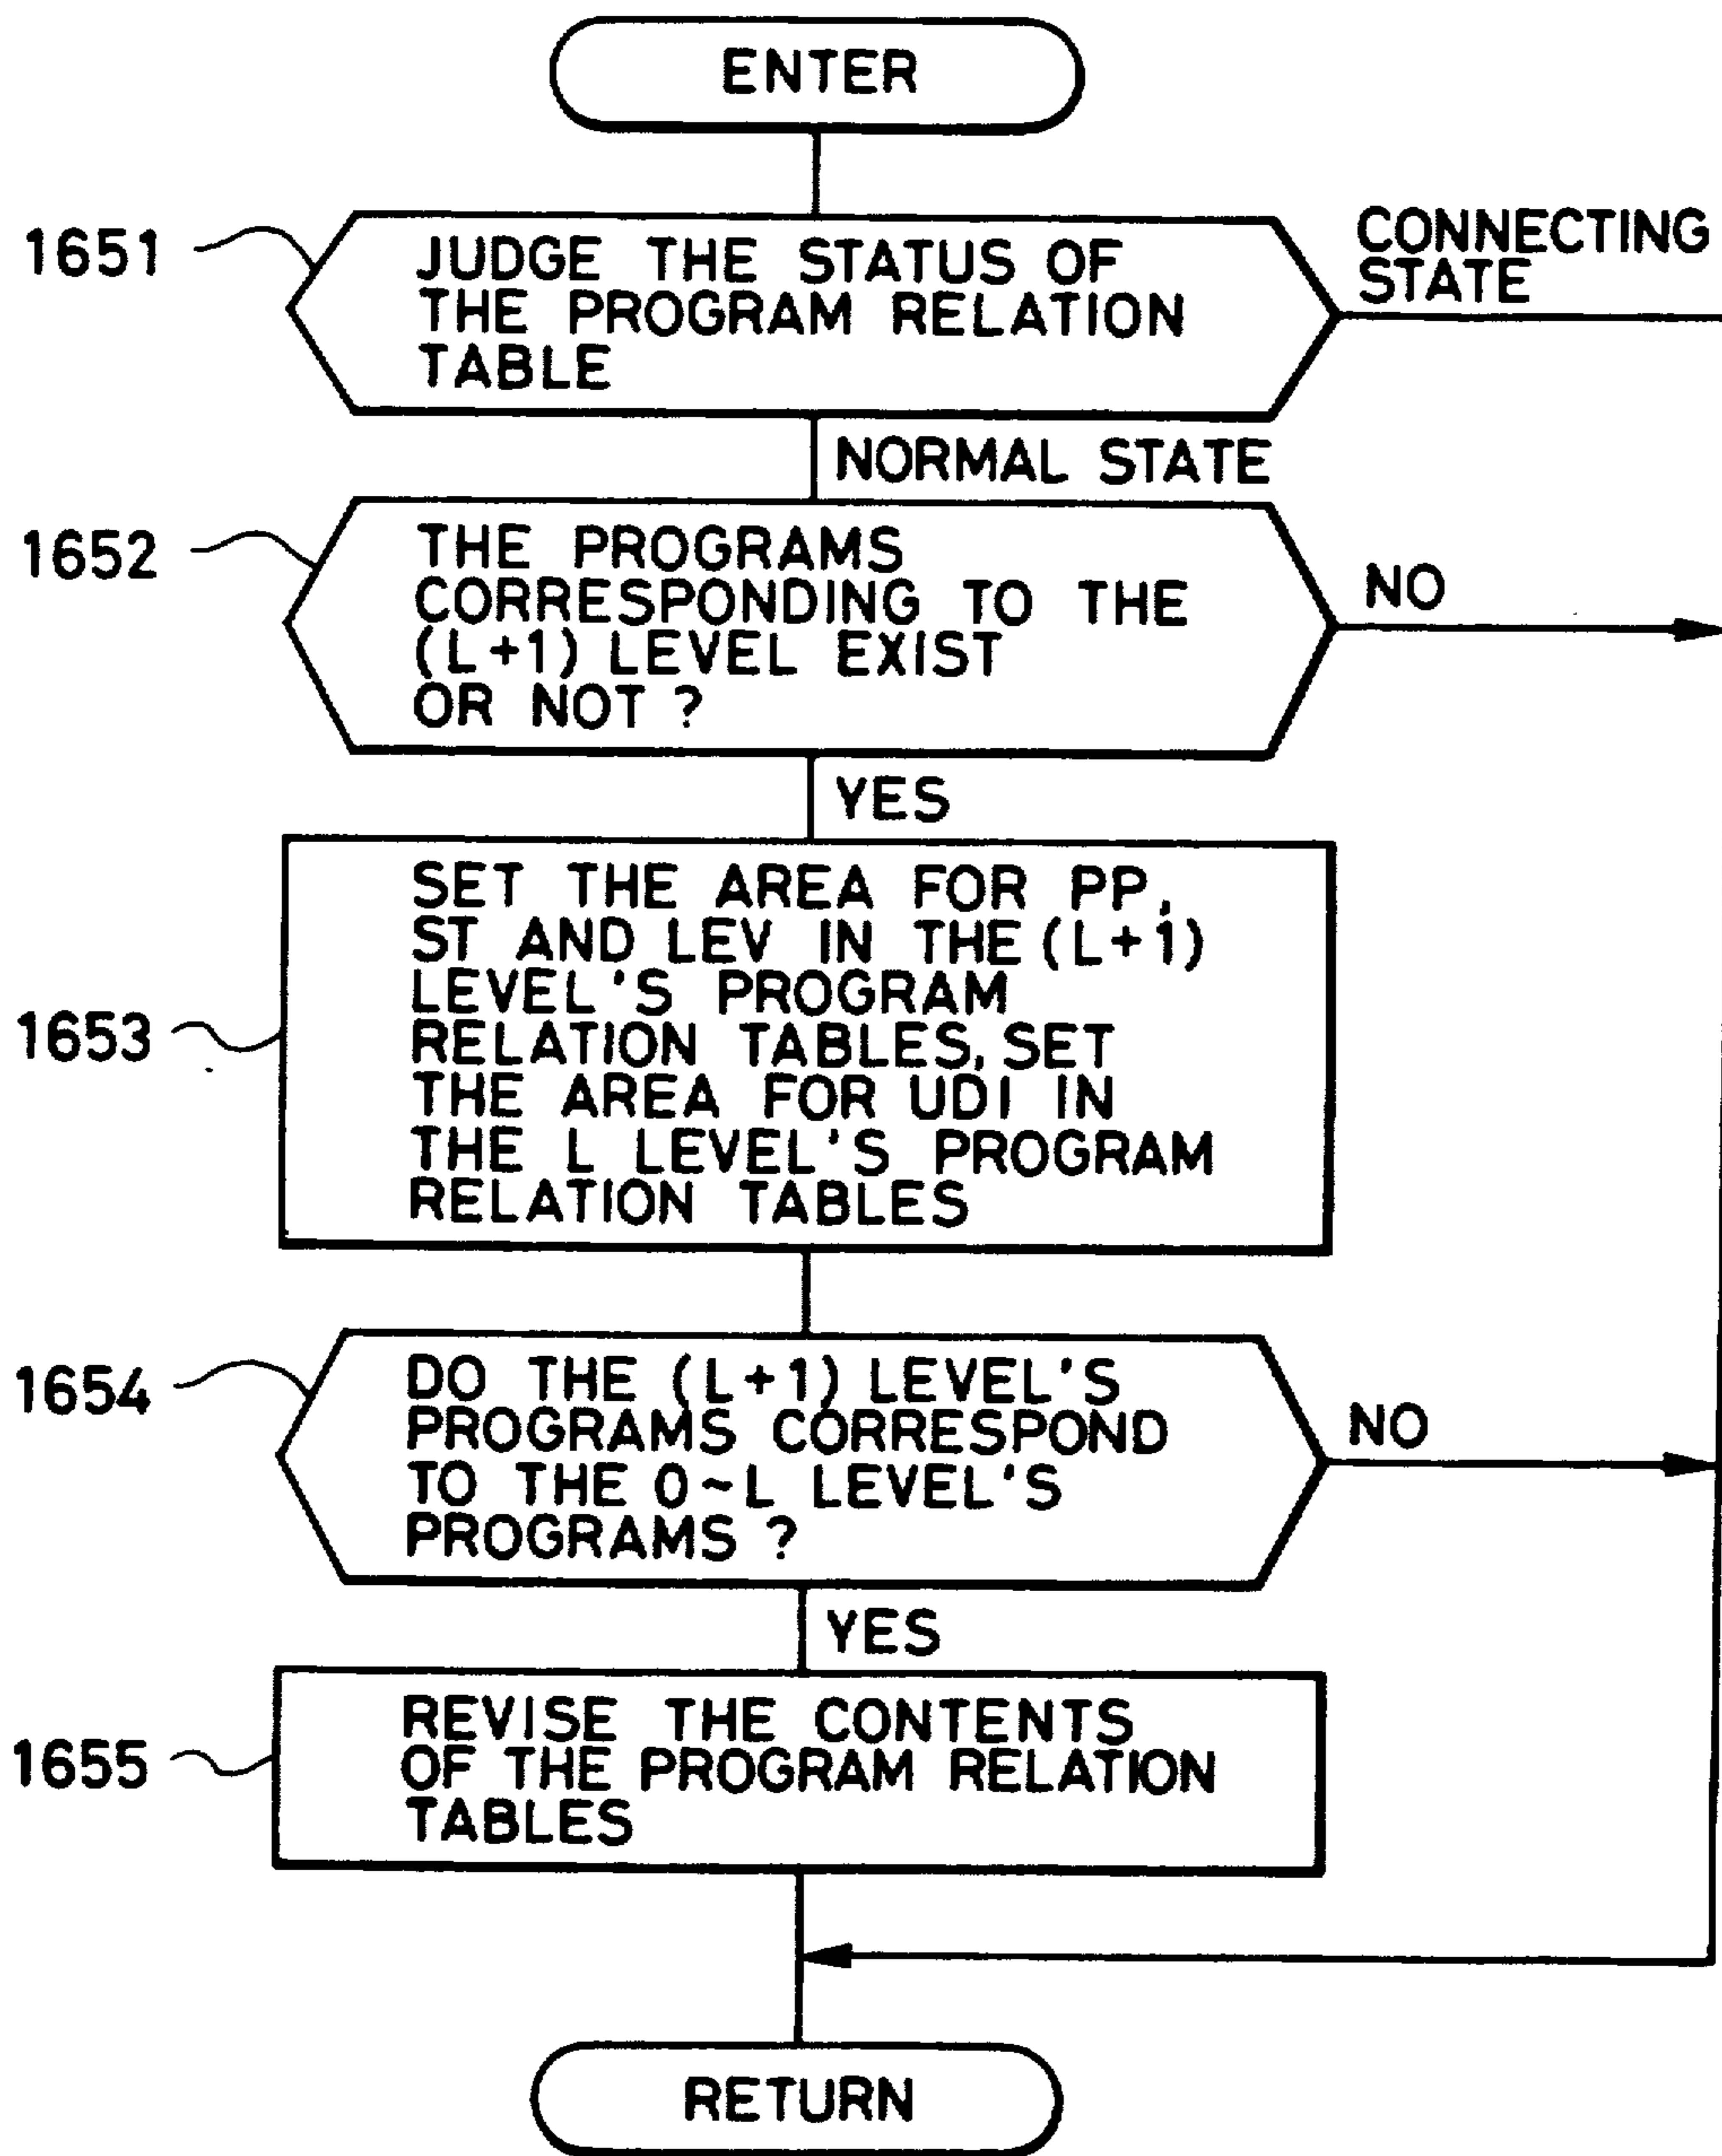 ENTER
1651
JUDGE THE STATUS OF
THE PROGRAM RELATION
TABLE
CONNECTING
STATE
NORMAL STATE
1652
THE PROGRAMS
CORRESPONDING TO THE
(L+1) LEVEL EXIST
OR NOT ?
NO
YES
1653
SET THE AREA FOR PP,
ST AND LEV IN THE (L+1)
LEVEL'S PROGRAM
RELATION TABLES, SET
THE AREA FOR UDI IN
THE L LEVEL'S PROGRAM
RELATION TABLES
1654
DO THE (L+1) LEVEL'S
PROGRAMS CORRESPOND
TO THE 0~L LEVEL'S
PROGRAMS ?
NO
YES
1655
REVISE THE CONTENTS
OF THE PROGRAM RELATION
TABLES
RETURN